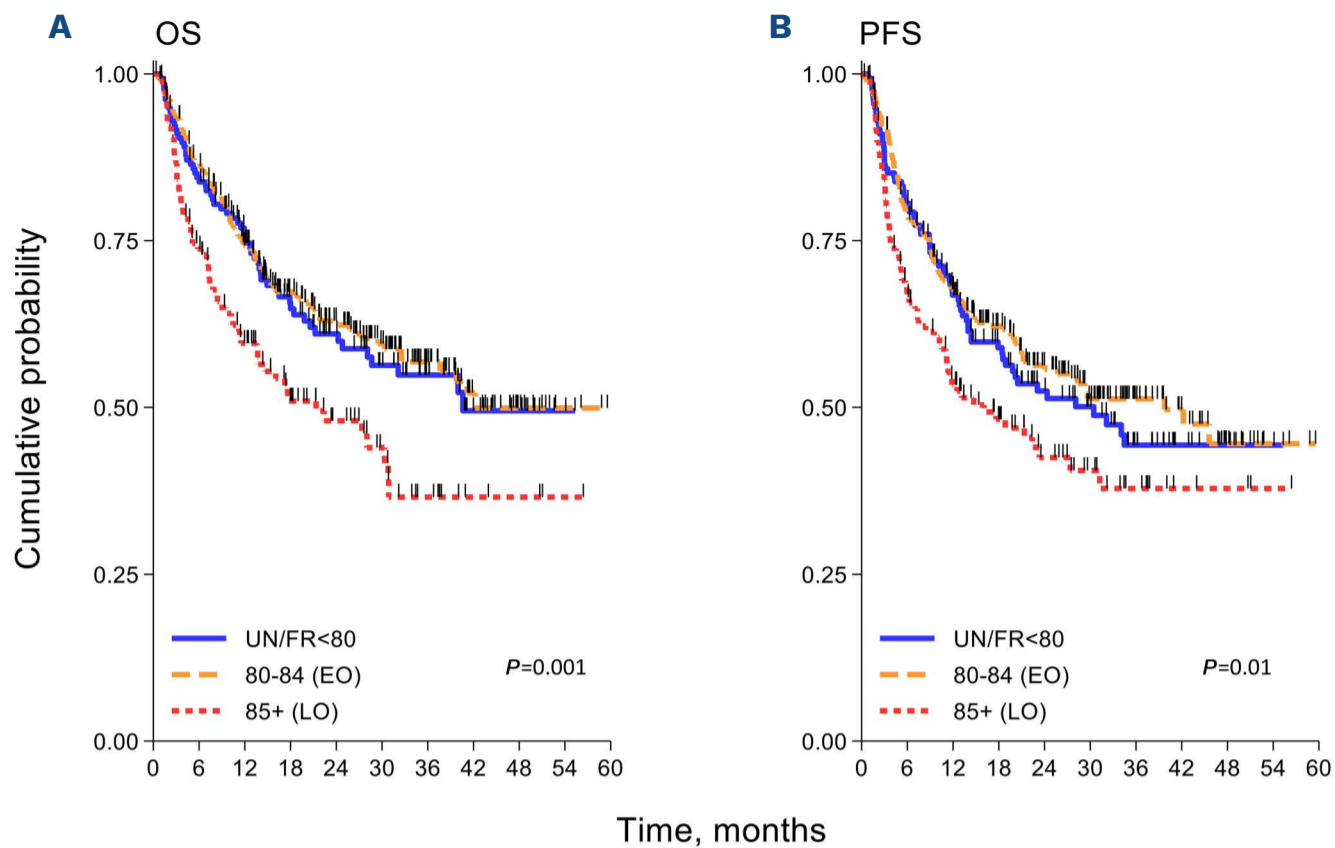 A
OS
Cumulative probability
1.00
0.75
0.50
0.25
0.00
UN/FR<80
80-84 (EO)
85+ (LO)
P=0.001
0 6 12 18 24 30 36 42 48 54 60
B
PFS
1.00
0.75
0.50
0.25
0.00
UN/FR<80
80-84 (EO)
85+ (LO)
P=0.01
0 6 12 18 24 30 36 42 48 54 60
Time, months